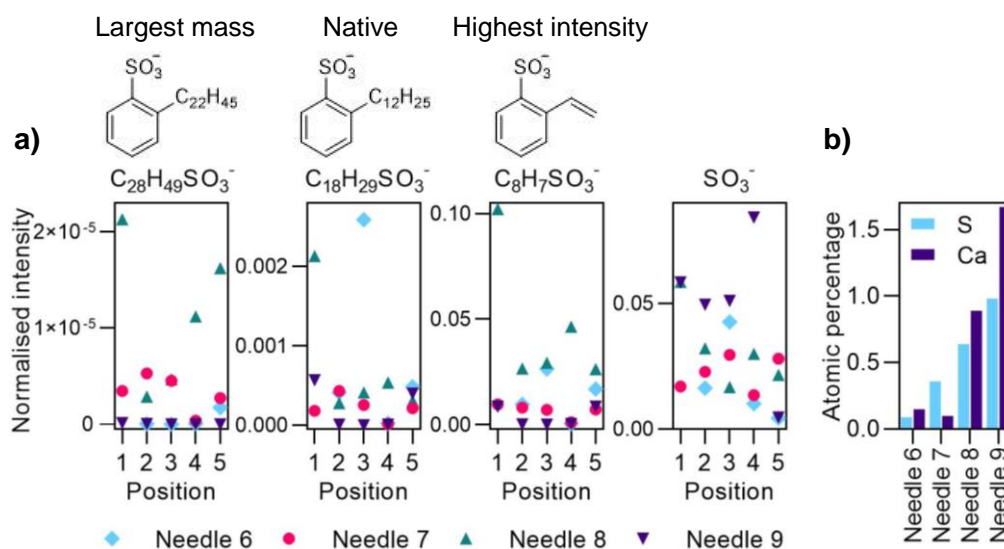 Largest mass Native Highest intensity
SO₃⁻ SO₃⁻ SO₃⁻
C₂₂H₄₅ C₁₂H₂₅
a) b)
C₂₈H₄₉SO₃⁻ C₁₈H₂₉SO₃⁻ C₈H₇SO₃⁻ SO₃⁻
Normalised intensity
2×10⁻⁵
1×10⁻⁵
0
0.002
0.001
0.000
0.10
0.05
0.00
0.05
0.00
1 2 3 4 5 1 2 3 4 5 1 2 3 4 5 1 2 3 4 5
Position Position Position Position
Needle 6 Needle 7 Needle 8 Needle 9
Atomic percentage
1.5
1.0
0.5
0.0
S
Ca
Needle 6
Needle 7
Needle 8
Needle 9